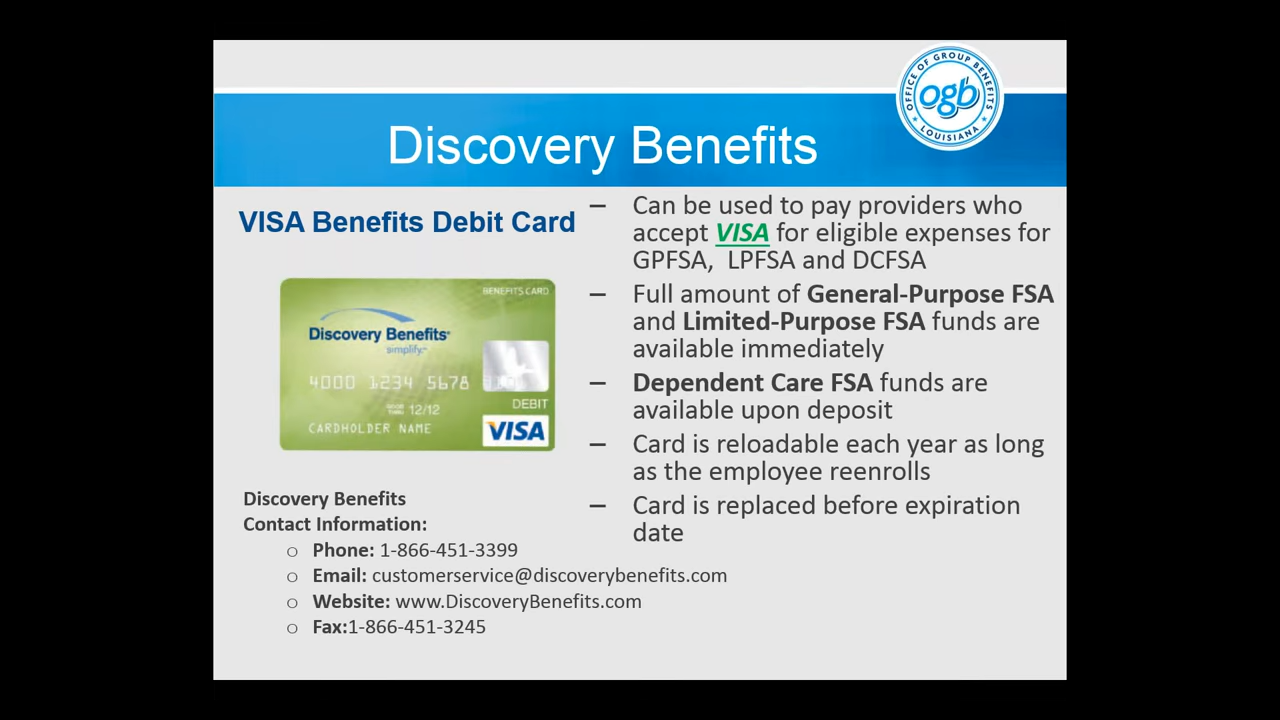 OFFICE OF GROUP BENEFITS
ogb
LOUISIANA
Discovery Benefits
VISA Benefits Debit Card
BENEFITS CARD
Discovery Benefits
simplify.™
4000 1234 5678
GOOD THRU 12/12
DEBIT
CARDHOLDER NAME
VISA
– Can be used to pay providers who
accept VISA for eligible expenses for
GPFSA, LPFSA and DCFSA
– Full amount of General-Purpose FSA
and Limited-Purpose FSA funds are
available immediately
– Dependent Care FSA funds are
available upon deposit
– Card is reloadable each year as long
as the employee reenrolls
– Card is replaced before expiration
date
Discovery Benefits
Contact Information:
o Phone: 1-866-451-3399
o Email: customerservice@discoverybenefits.com
o Website: www.DiscoveryBenefits.com
o Fax:1-866-451-3245